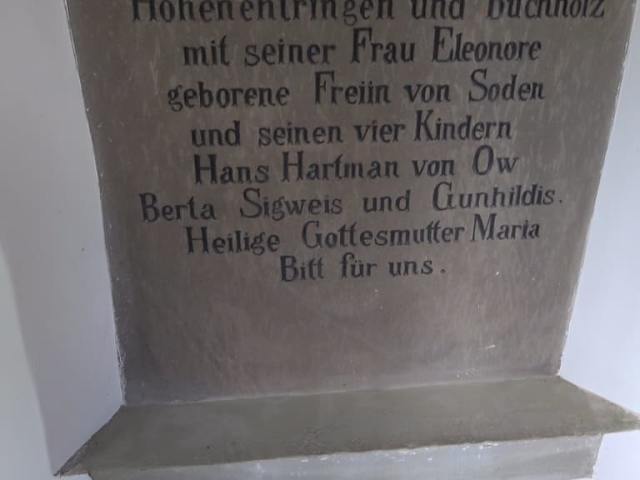 Hohenentringen und Buchholz
mit seiner Frau Eleonore
geborene Freiin von Soden
und seinen vier Kindern
Hans Hartman von Ow
Berta Sigweis und Gunhildis.
Heilige Gottesmutter Maria
Bitt für uns.